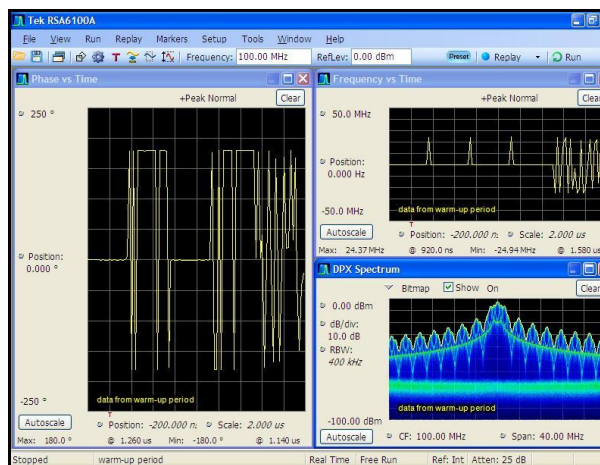 Tek RSA6100A
File View Run Replay Markers Setup Tools Window Help
Frequency: 100.00 MHz RefLev: 0.00 dBm Preset Replay Run
Phase vs Time
+Peak Normal Clear
250 °
Position:
0.000 °
-250 °
data from warm-up period
Autoscale Position: -200.000 n: Scale: 2.000 us
Max: 180.0 ° @ 1.260 us Min: -180.0 ° @ 1.140 us
Frequency vs Time
+Peak Normal Clear
50.0 MHz
Position:
0.000 Hz
-50.0 MHz
data from warm-up period
Autoscale Position: -200.000 n: Scale: 2.000 us
Max: 24.37 MHz @ 920.0 ns Min: -24.94 MHz @ 1.580 us
DPX Spectrum
Bitmap Show On Clear
0.00 dBm
dB/div:
10.0 dB
RBW:
400 kHz
-100.00 dBm
data from warm-up period
Autoscale CF: 100.00 MHz Span: 40.00 MHz
Stopped warm-up period Real Time Free Run Ref: Int Atten: 25 dB